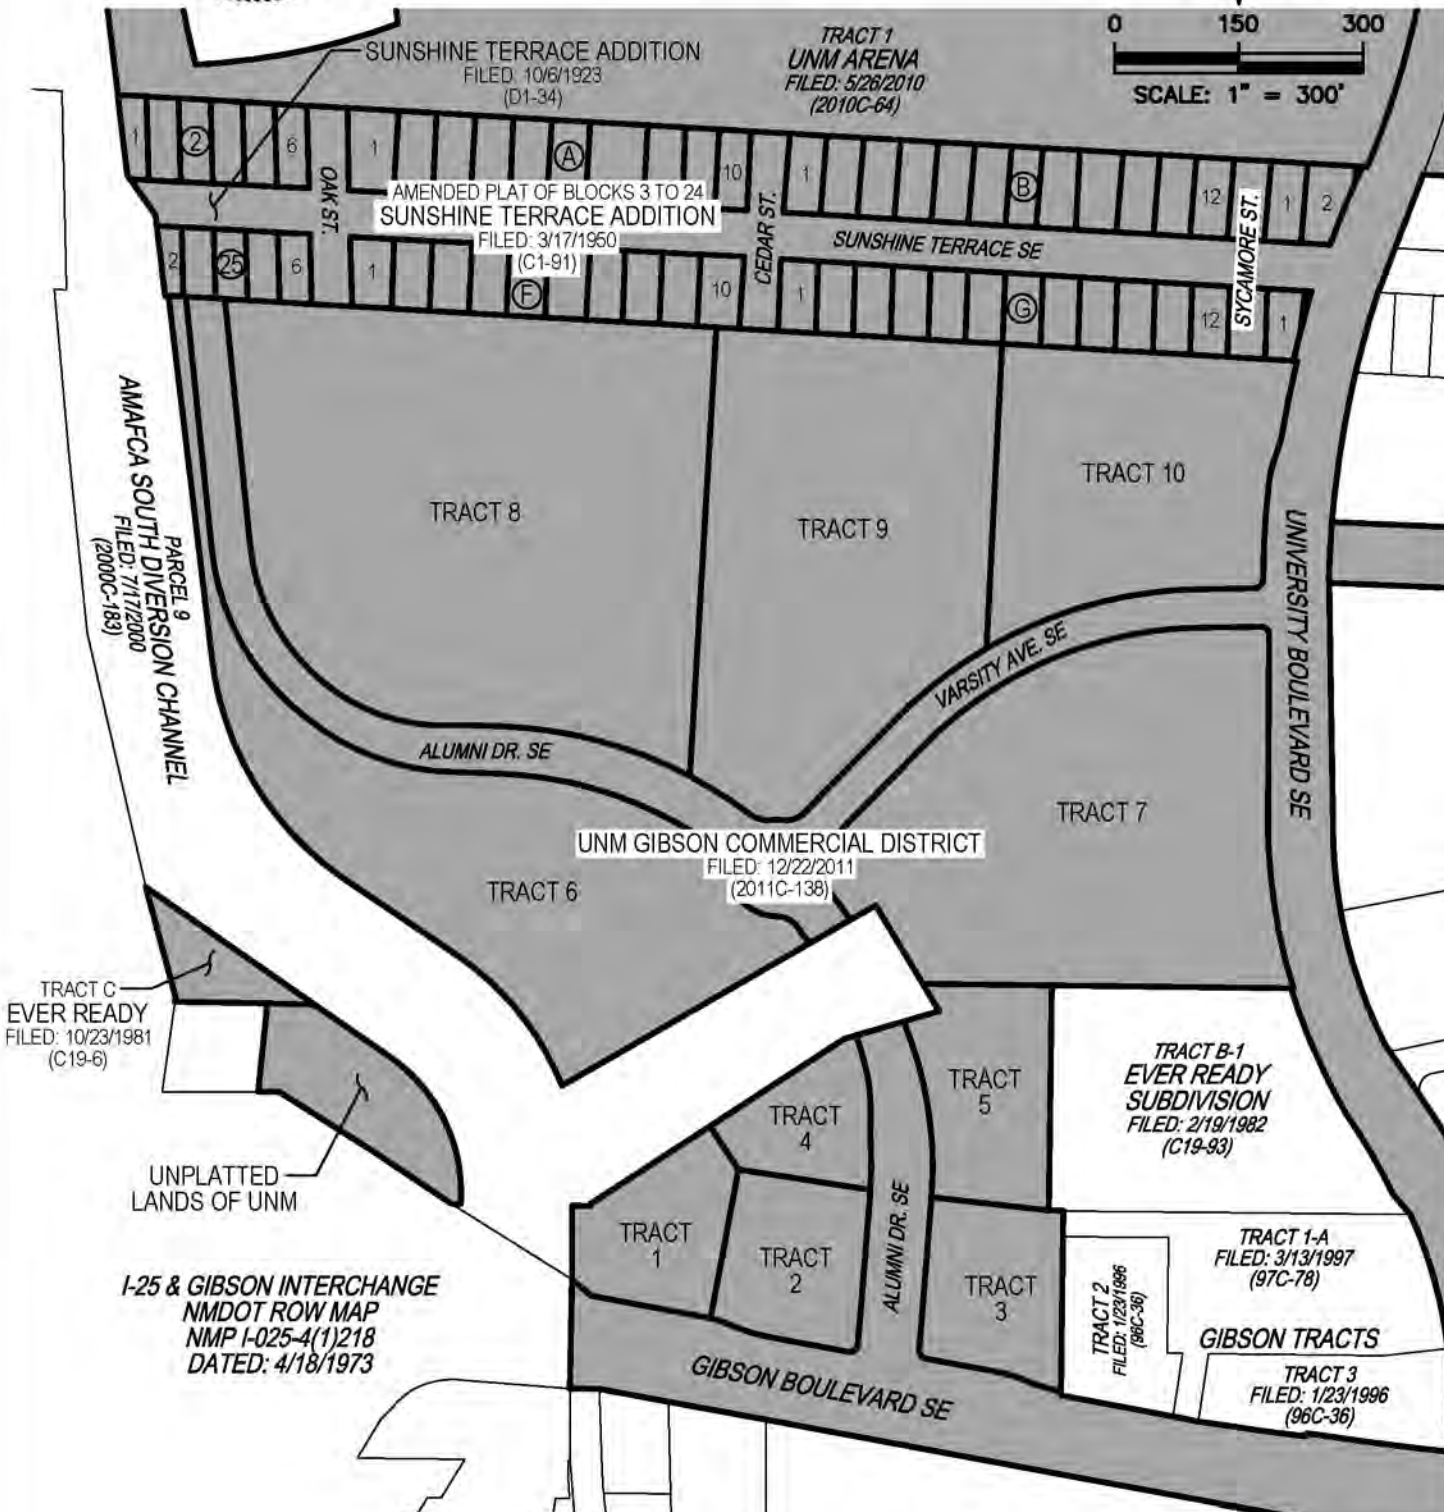 SUNSHINE TERRACE ADDITION
FILED: 10/6/1923
(D1-34)
TRACT 1
UNM ARENA
FILED: 5/26/2010
(2010C-64)
0 150 300
SCALE: 1" = 300'
1
2
6
1
A
10
1
B
12
1
2
OAK ST.
AMENDED PLAT OF BLOCKS 3 TO 24
SUNSHINE TERRACE ADDITION
FILED: 3/17/1950
(C1-91)
CEDAR ST.
SUNSHINE TERRACE SE
SYCAMORE ST.
2
25
6
1
F
10
1
G
12
1
PARCEL 9
AMAFCA SOUTH DIVERSION CHANNEL
FILED: 7/17/2000
(2000C-183)
TRACT 8
TRACT 9
TRACT 10
UNIVERSITY BOULEVARD SE
VARSITY AVE. SE
ALUMNI DR. SE
TRACT 7
UNM GIBSON COMMERCIAL DISTRICT
FILED: 12/22/2011
(2011C-138)
TRACT 6
TRACT C
EVER READY
FILED: 10/23/1981
(C19-6)
TRACT B-1
EVER READY
SUBDIVISION
FILED: 2/19/1982
(C19-93)
TRACT
5
TRACT
4
UNPLATTED
LANDS OF UNM
TRACT
1
TRACT
2
ALUMNI DR. SE
TRACT
3
TRACT 2
FILED: 1/23/1996
(96C-36)
TRACT 1-A
FILED: 3/13/1997
(97C-78)
GIBSON TRACTS
TRACT 3
FILED: 1/23/1996
(96C-36)
I-25 & GIBSON INTERCHANGE
NMDOT ROW MAP
NMP I-025-4(1)218
DATED: 4/18/1973
GIBSON BOULEVARD SE